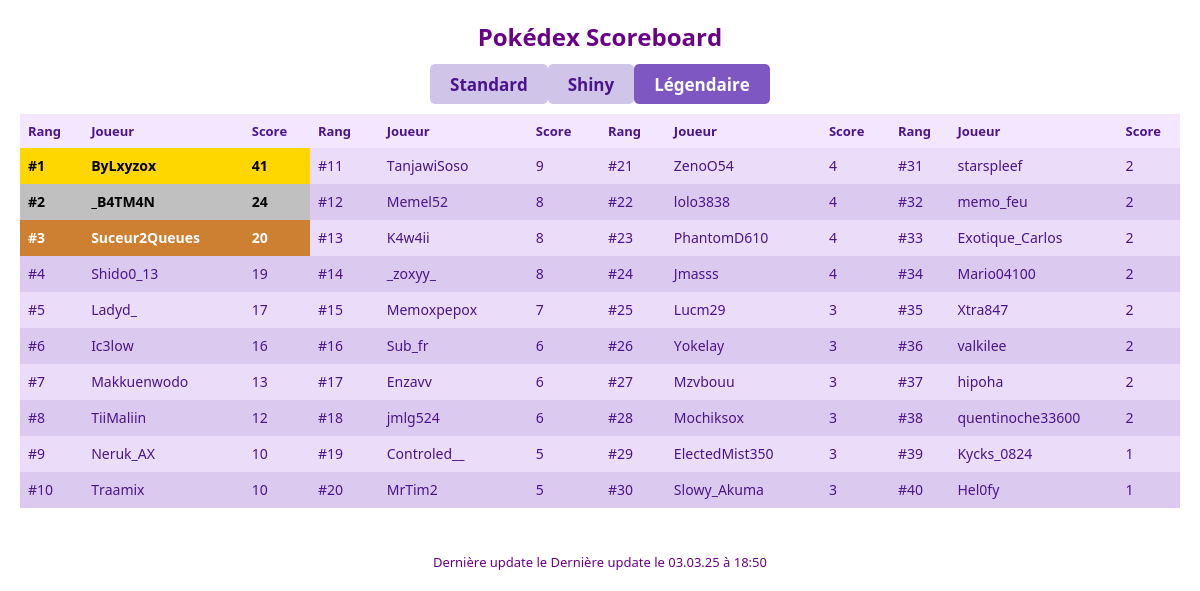 Pokédex Scoreboard
Standard Shiny Légendaire
Rang Joueur Score Rang Joueur Score Rang Joueur Score Rang Joueur Score
#1 ByLxyzox 41 #11 TanjawiSoso 9 #21 ZenoO54 4 #31 starspleef 2
#2 _B4TM4N 24 #12 Memel52 8 #22 lolo3838 4 #32 memo_feu 2
#3 Suceur2Queues 20 #13 K4w4ii 8 #23 PhantomD610 4 #33 Exotique_Carlos 2
#4 Shido0_13 19 #14 _zoxyy_ 8 #24 Jmasss 4 #34 Mario04100 2
#5 Ladyd_ 17 #15 Memoxpepox 7 #25 Lucm29 3 #35 Xtra847 2
#6 Ic3low 16 #16 Sub_fr 6 #26 Yokelay 3 #36 valkilee 2
#7 Makkuenwodo 13 #17 Enzavv 6 #27 Mzvbouu 3 #37 hipoha 2
#8 TiiMaliin 12 #18 jmlg524 6 #28 Mochiksox 3 #38 quentinoche33600 2
#9 Neruk_AX 10 #19 Controled__ 5 #29 ElectedMist350 3 #39 Kycks_0824 1
#10 Traamix 10 #20 MrTim2 5 #30 Slowy_Akuma 3 #40 Hel0fy 1
Dernière update le Dernière update le 03.03.25 à 18:50